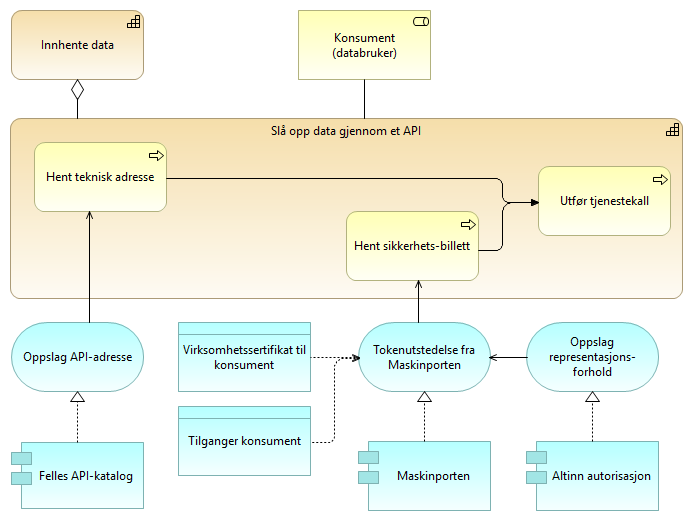 Innhente data
Konsument
(databruker)
Slå opp data gjennom et API
Hent teknisk adresse
Utfør tjenestekall
Hent sikkerhets-billett
Oppslag API-adresse
Virksomhetssertifikat til
konsument
Tokenutstedelse fra
Maskinporten
Oppslag
representasjons-
forhold
Tilganger konsument
Felles API-katalog
Maskinporten
Altinn autorisasjon